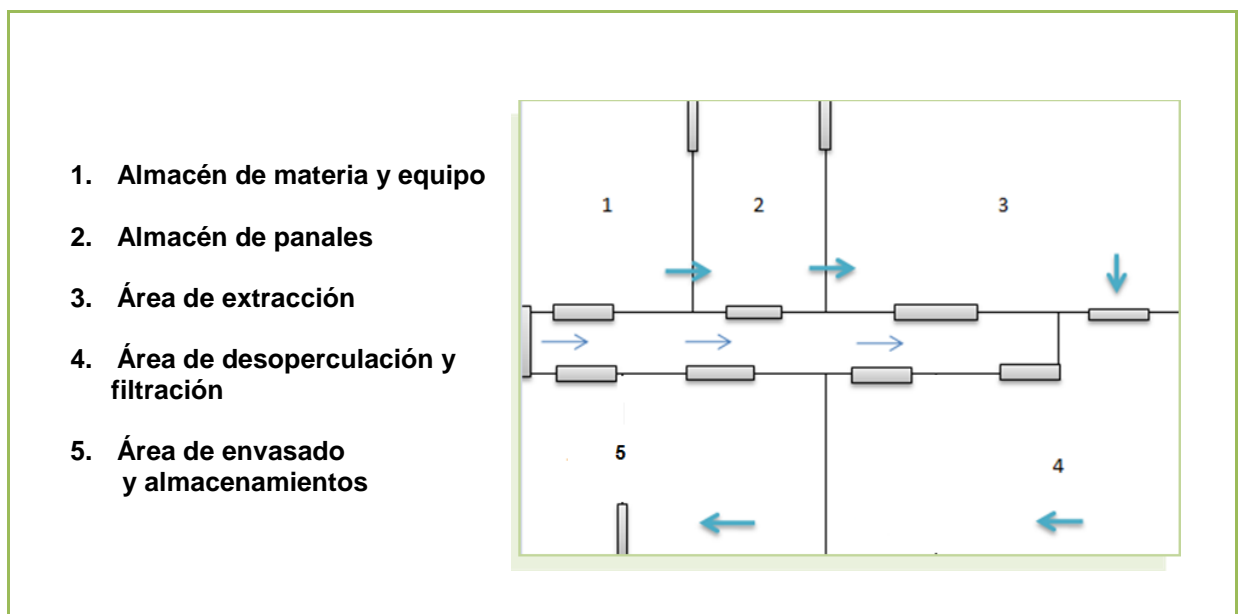 1. Almacén de materia y equipo
2. Almacén de panales
3. Área de extracción
4. Área de desoperculación y
filtración
5. Área de envasado
y almacenamientos
1
2
3
5
4